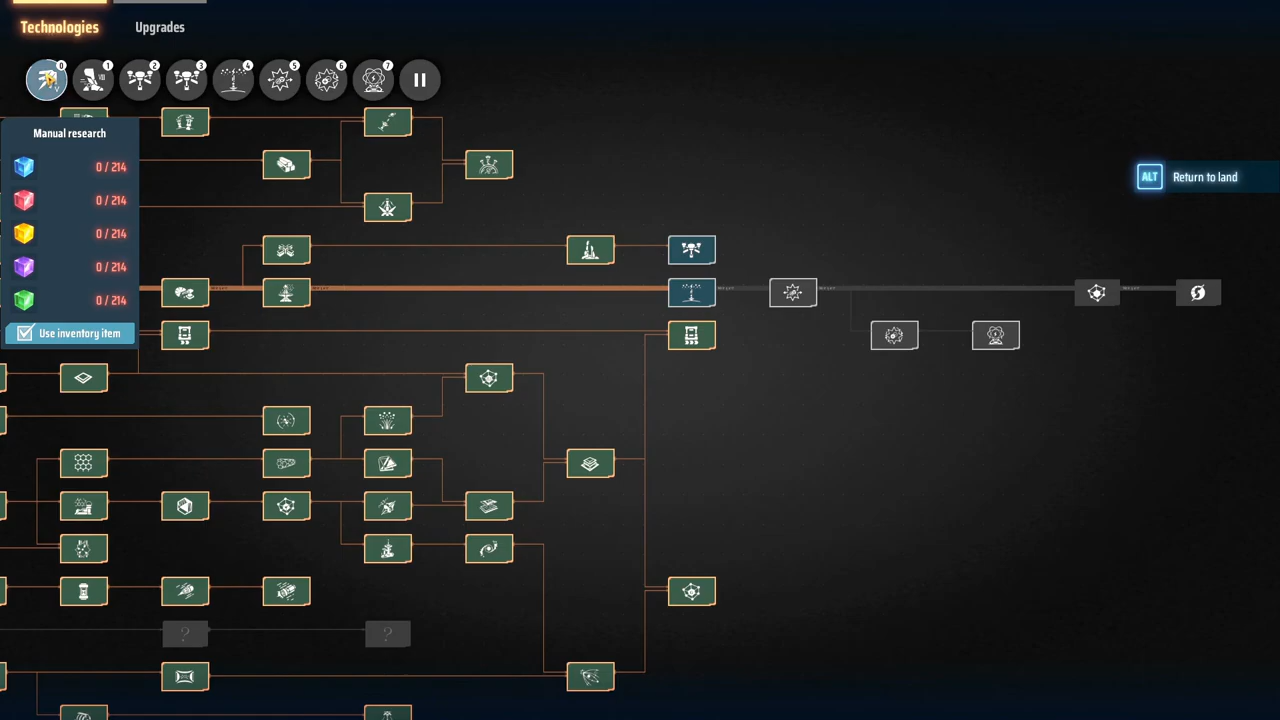 Technologies
Upgrades
0
1
2
3
4
5
6
7
Manual research
0 / 214
0 / 214
0 / 214
0 / 214
0 / 214
Use inventory item
ALT Return to land
?
?